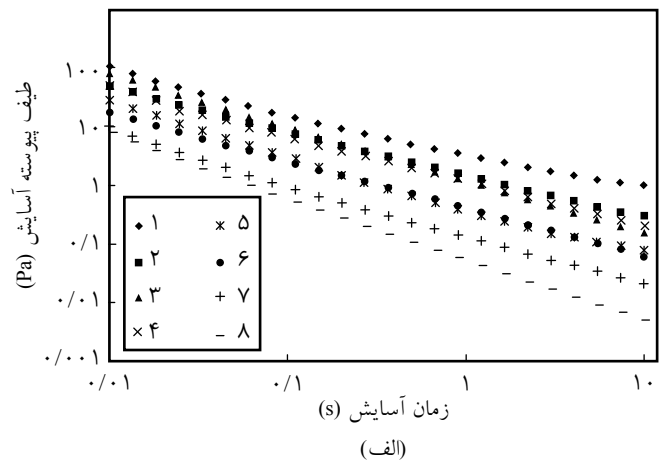 طیف پیوسته آسایش (Pa)
۱۰۰
۱۰
۱
۰/۱
۰/۰۱
۰/۰۰۱
۱ ۵
۲ ۶
۳ ۷
۴ ۸
۰/۰۱ ۰/۱ ۱ ۱۰
زمان آسایش (s)
(الف)